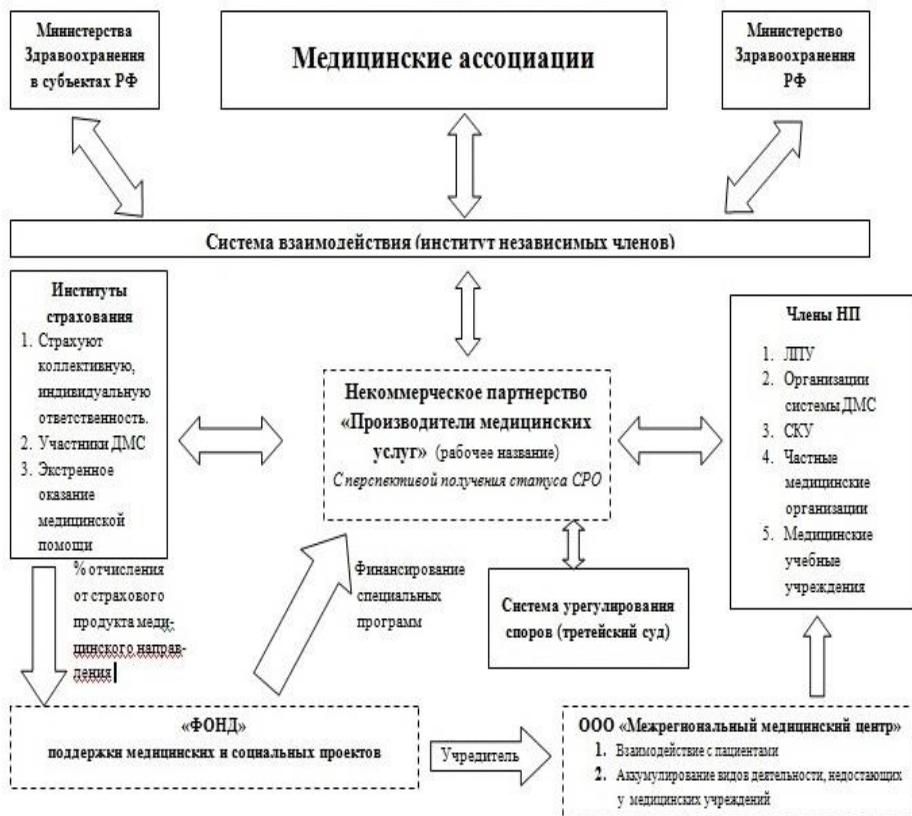 Министерства
Здравоохранения
в субъектах РФ
Медицинские ассоциации
Министерство
Здравоохранения
РФ
Система взаимодействия (институт независимых членов)
Институты
страхования
1. Страхуют
коллективную,
индивидуальную
ответственность.
2. Участники ДМС
3. Экстренное
оказание
медицинской
помощи
Некоммерческое партнерство
«Производители медицинских
услуг» (рабочее название)
С перспективой получения статуса СРО
Члены НП
1. ЛПУ
2. Организации
системы ДМС
3. СКУ
4. Частные
медицинские
организации
5. Медицинские
учебные
учреждения
% отчисления
от страхового
продукта меди-
цинского направ-
ления
Финансирование
специальных
программ
Система урегулирования
споров (третейский суд)
«ФОНД»
поддержки медицинских и социальных проектов
Учредитель
ООО «Межрегиональный медицинский центр»
1. Взаимодействие с пациентами
2. Аккумулирование видов деятельности, недостающих
у медицинских учреждений